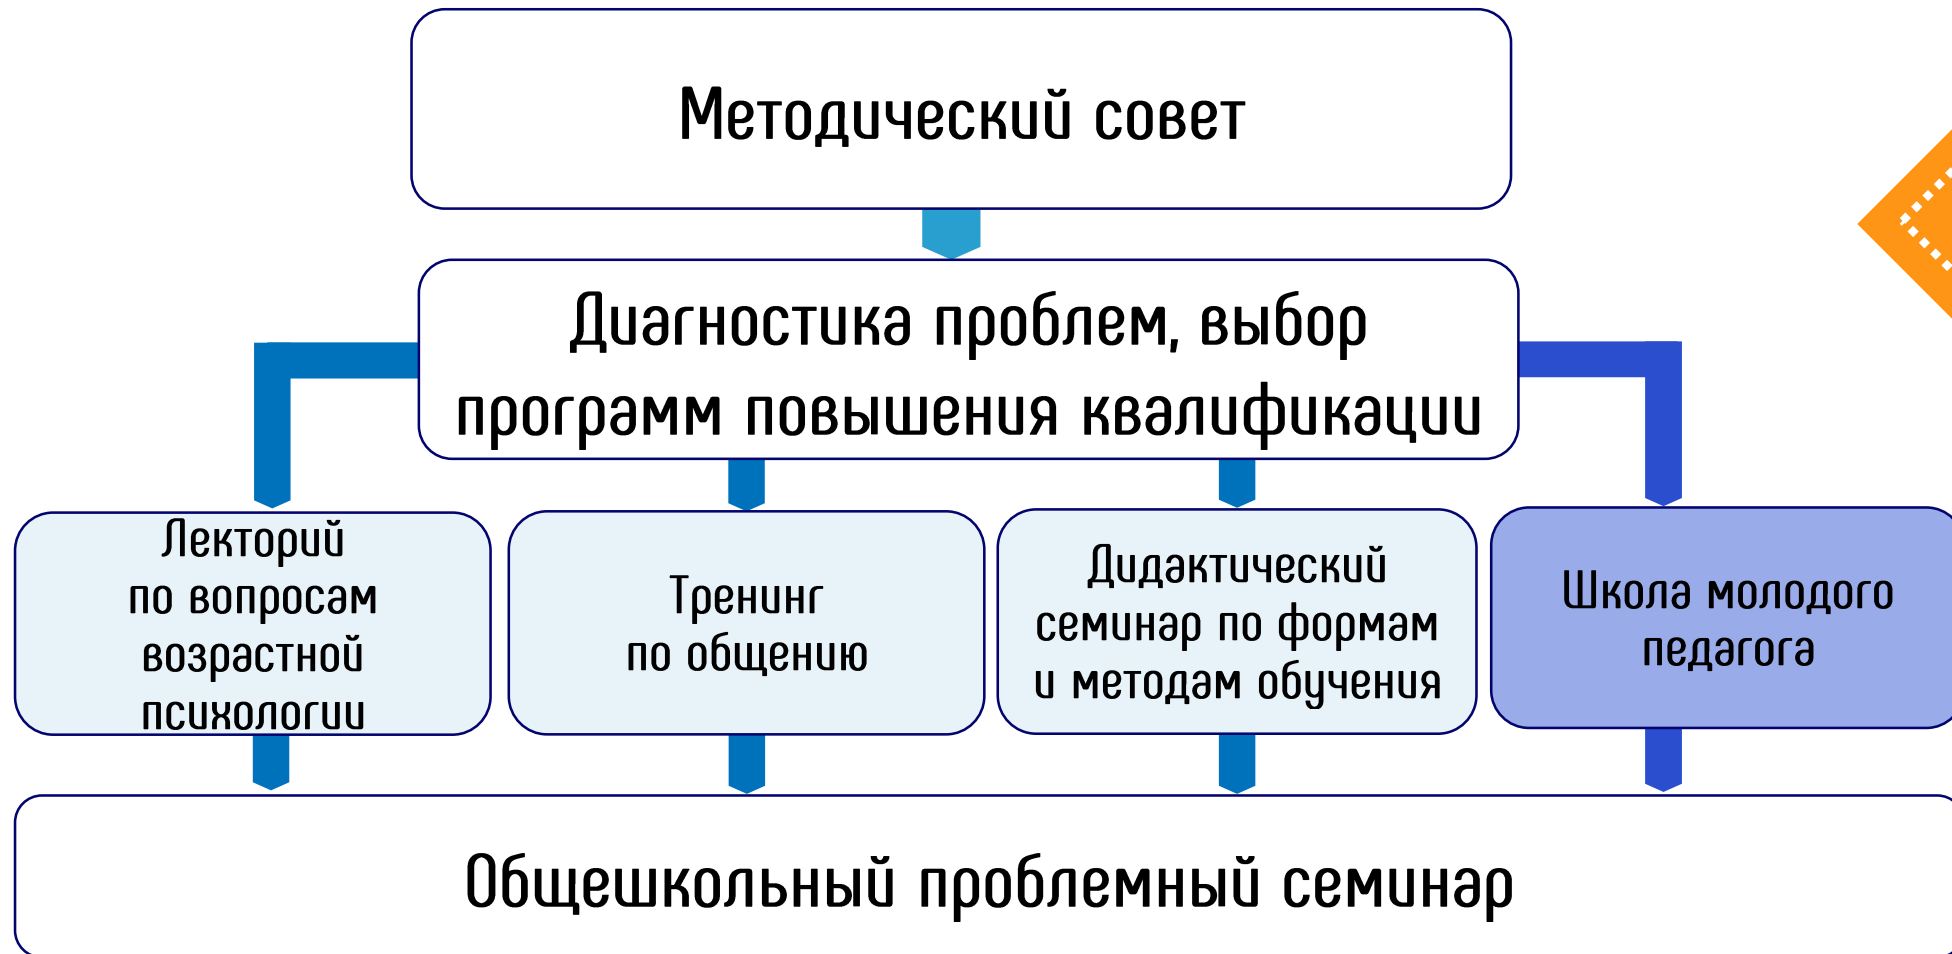 Методический совет
Диагностика проблем, выбор
программ повышения квалификации
Лекторий
по вопросам
возрастной
психологии
Тренинг
по общению
Дидактический
семинар по формам
и методам обучения
Школа молодого
педагога
Общешкольный проблемный семинар